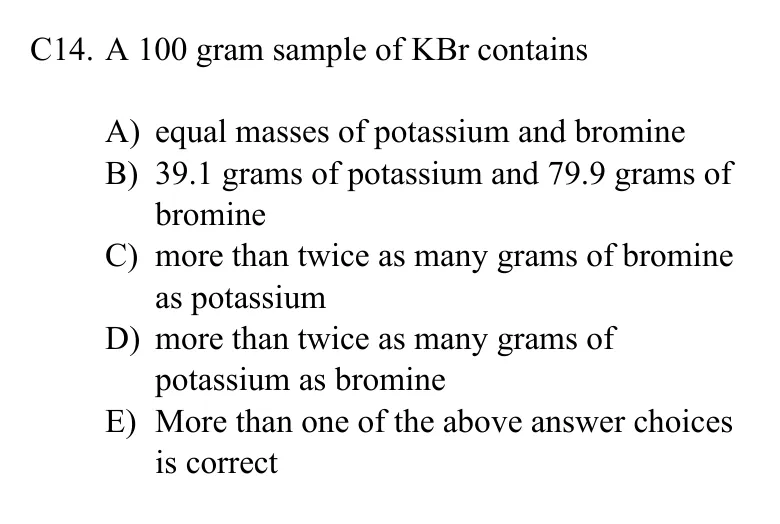 C14. A 100 gram sample of KBr contains
A) equal masses of potassium and bromine
B) 39.1 grams of potassium and 79.9 grams of
bromine
C) more than twice as many grams of bromine
as potassium
D) more than twice as many grams of
potassium as bromine
E) More than one of the above answer choices
is correct